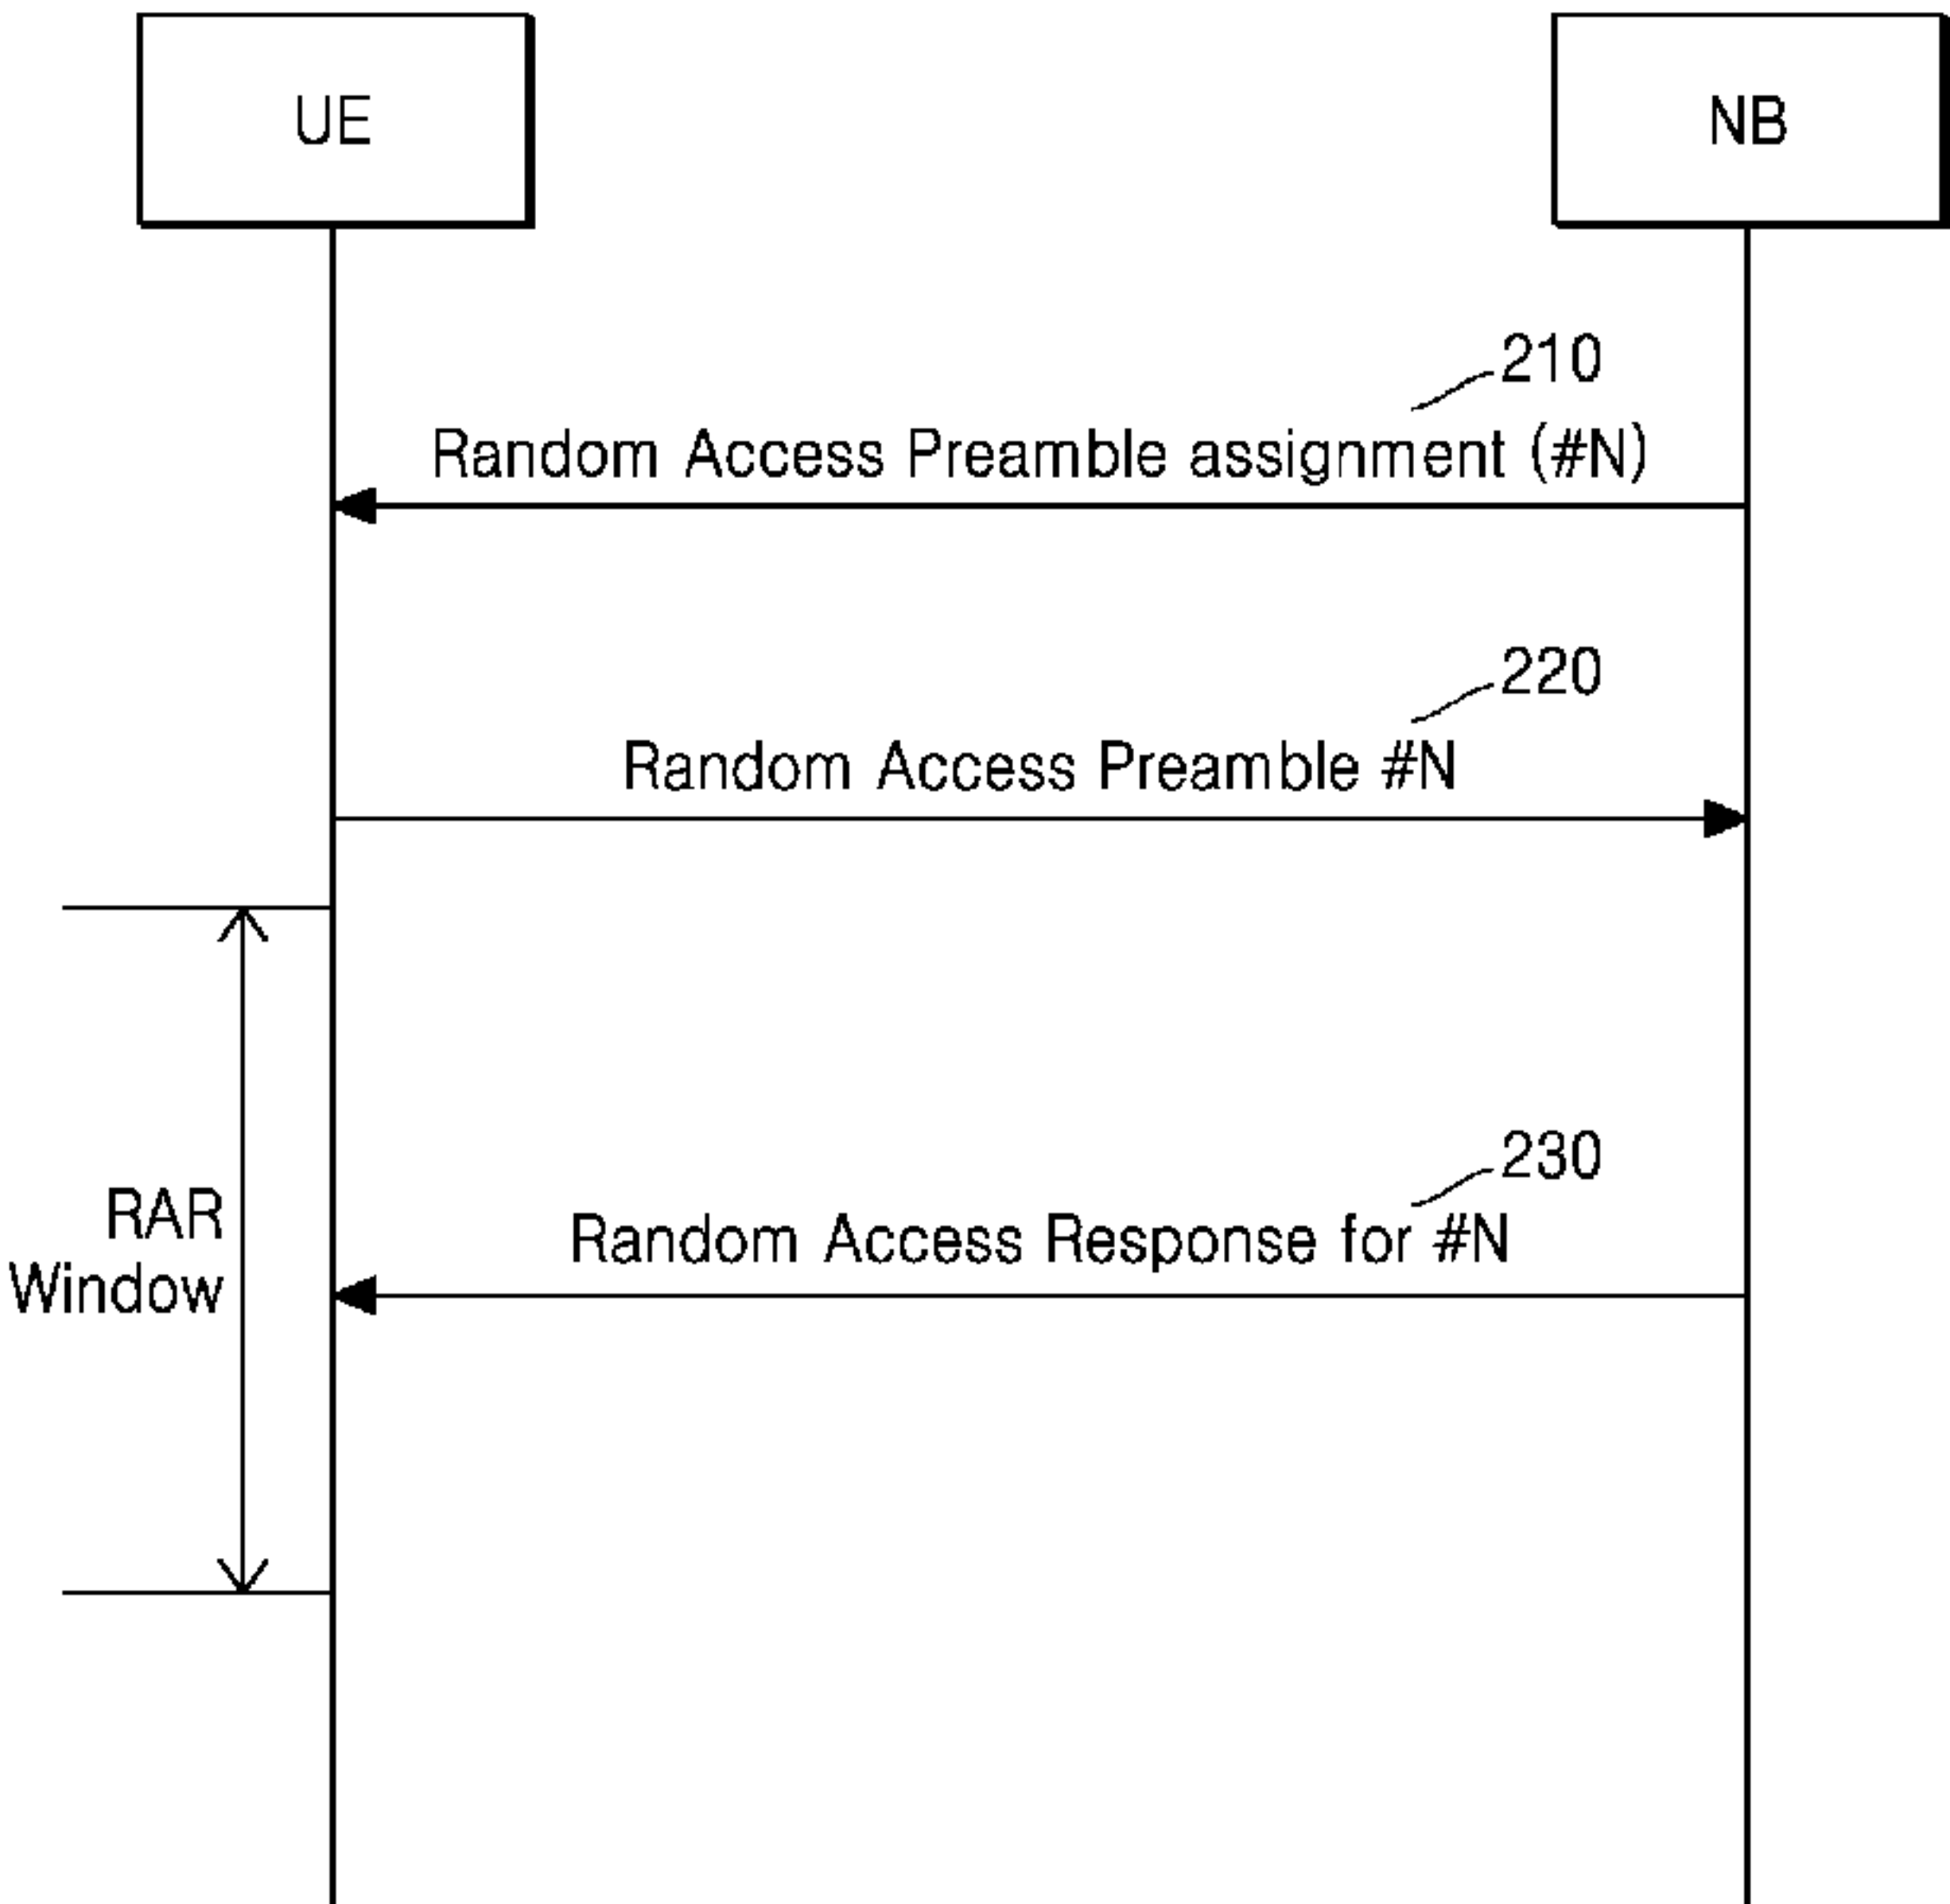 UE
NB
210
Random Access Preamble assignment (#N)
220
Random Access Preamble #N
230
Random Access Response for #N
RAR
Window